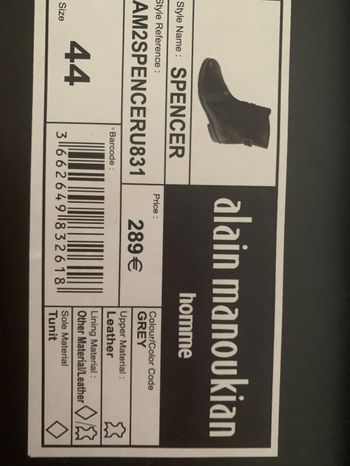 alain manoukian
homme
Style Name :
SPENCER
Style Reference :
AM2SPENCERU831
Size
44
* Barcode :
3 662649 832618
Price :
289€
Colour/Color Code
GREY
Upper Material :
Leather
Lining Material :
Other Material/Leather
Sole Material
Tunit